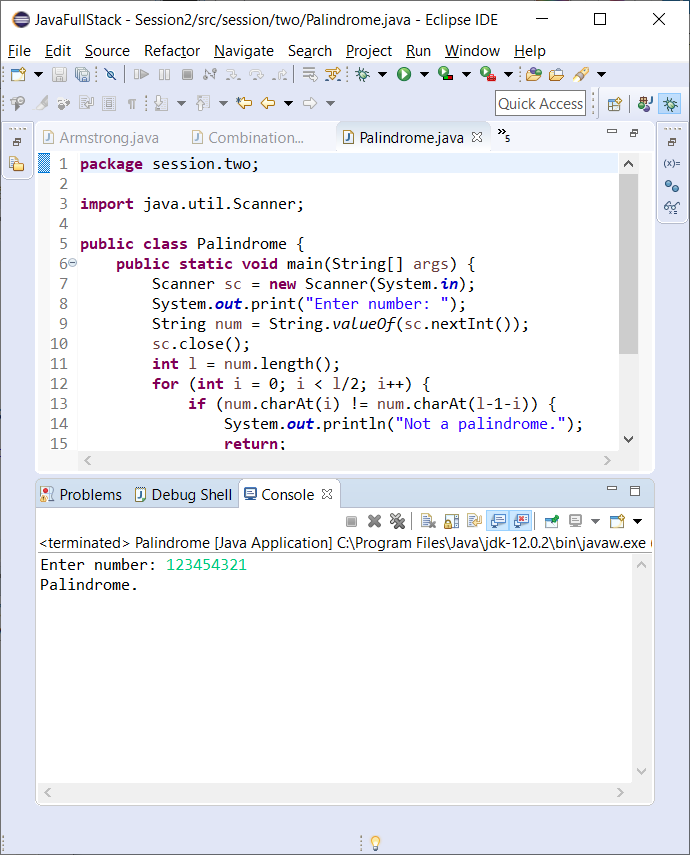 JavaFullStack - Session2/src/session/two/Palindrome.java - Eclipse IDE
File Edit Source Refactor Navigate Search Project Run Window Help
Quick Access
Armstrong.java Combination... Palindrome.java »5
1 package session.two;
2
3 import java.util.Scanner;
4
5 public class Palindrome {
6 public static void main(String[] args) {
7 Scanner sc = new Scanner(System.in);
8 System.out.print("Enter number: ");
9 String num = String.valueOf(sc.nextInt());
10 sc.close();
11 int l = num.length();
12 for (int i = 0; i < l/2; i++) {
13 if (num.charAt(i) != num.charAt(l-1-i)) {
14 System.out.println("Not a palindrome.");
15 return;
Problems Debug Shell Console
<terminated> Palindrome [Java Application] C:\Program Files\Java\jdk-12.0.2\bin\javaw.exe (
Enter number: 123454321
Palindrome.